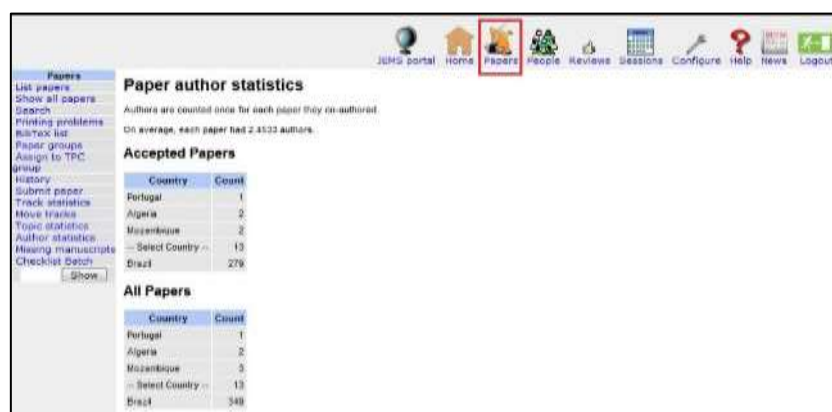 JEMS portal Home Papers People Reviews Sessions Configure Help News Logout
Papers
List papers
Show all papers
Search
Printing problems
BibTex list
Paper groups
Assign to TPC
group
History
Submit paper
Track statistics
Move tracks
Topic statistics
Author statistics
Missing manuscripts
Checklist Batch
Show
Paper author statistics
Authors are counted once for each paper they co-authored.
On average, each paper had 2.4533 authors.
Accepted Papers
Country Count
Portugal 1
Algeria 2
Mozambique 2
-- Select Country -- 13
Brazil 279
All Papers
Country Count
Portugal 1
Algeria 2
Mozambique 3
-- Select Country -- 13
Brazil 349